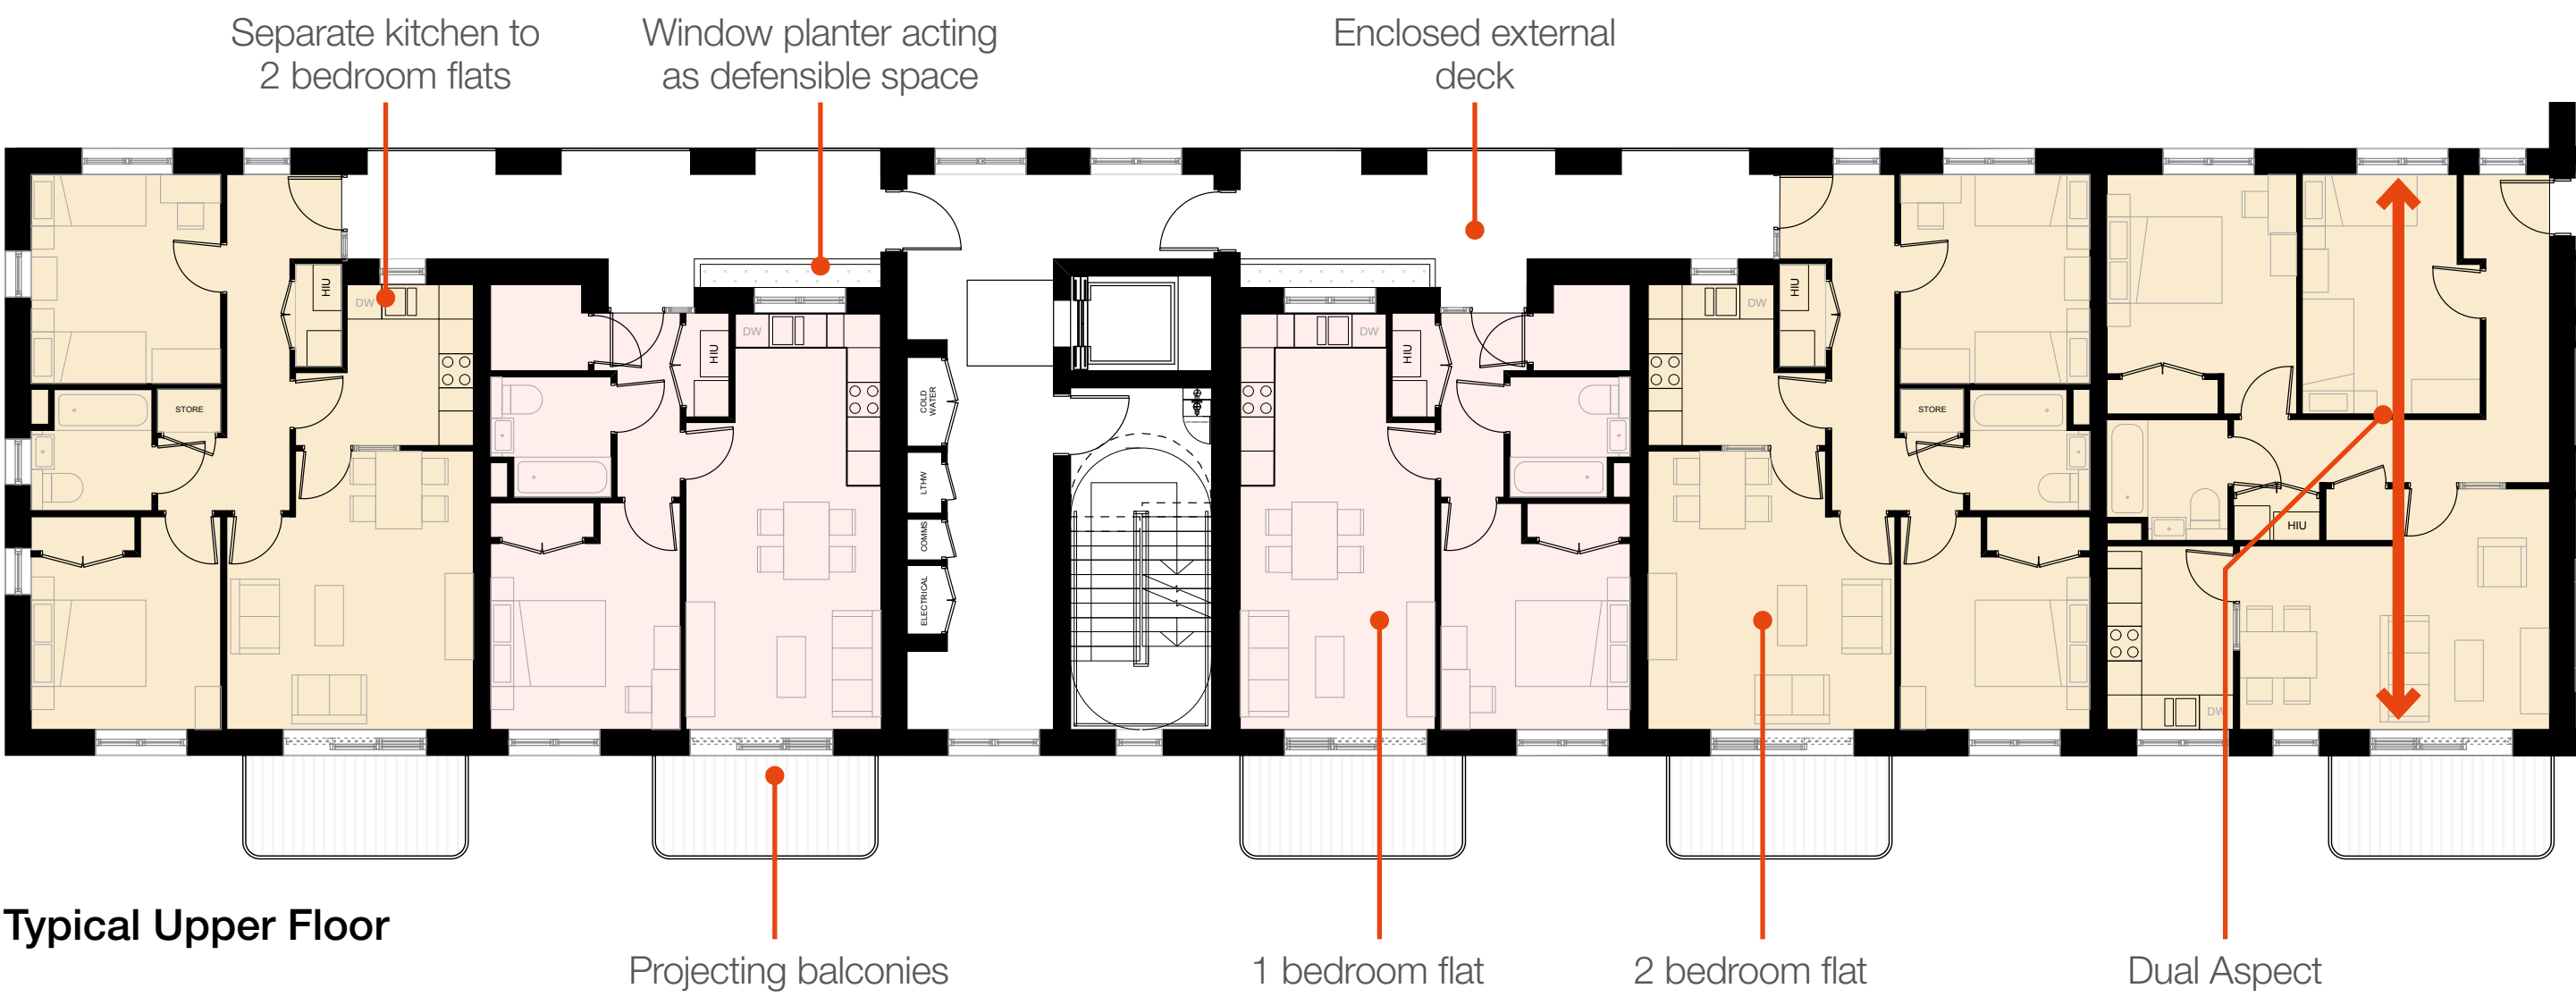 Separate kitchen to
2 bedroom flats
Window planter acting
as defensible space
Enclosed external
deck
HIU
DW
STORE
HIU
DW
COLD
WATER
LTHW
COMMS
ELECTRICAL
DW
HIU
DW
HIU
STORE
HIU
DW
Typical Upper Floor
Projecting balconies
1 bedroom flat
2 bedroom flat
Dual Aspect